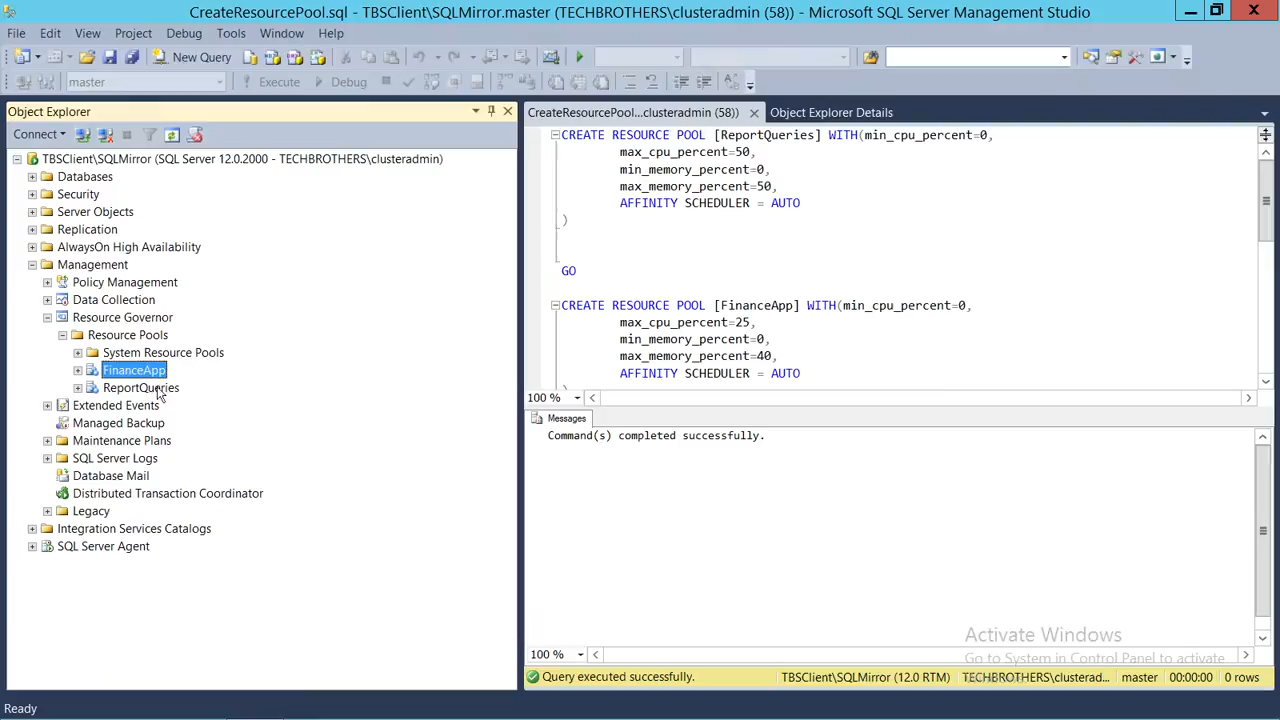 CreateResourcePool.sql - TBSClient\SQLMirror.master (TECHBROTHERS\clusteradmin (58)) - Microsoft SQL Server Management Studio
File Edit View Project Debug Tools Window Help
New Query
master Execute Debug
Object Explorer
Connect
TBSClient\SQLMirror (SQL Server 12.0.2000 - TECHBROTHERS\clusteradmin)
Databases
Security
Server Objects
Replication
AlwaysOn High Availability
Management
Policy Management
Data Collection
Resource Governor
Resource Pools
System Resource Pools
FinanceApp
ReportQueries
Extended Events
Managed Backup
Maintenance Plans
SQL Server Logs
Database Mail
Distributed Transaction Coordinator
Legacy
Integration Services Catalogs
SQL Server Agent
CreateResourcePool...clusteradmin (58)) Object Explorer Details
CREATE RESOURCE POOL [ReportQueries] WITH(min_cpu_percent=0,
max_cpu_percent=50,
min_memory_percent=0,
max_memory_percent=50,
AFFINITY SCHEDULER = AUTO
)
GO
CREATE RESOURCE POOL [FinanceApp] WITH(min_cpu_percent=0,
max_cpu_percent=25,
min_memory_percent=0,
max_memory_percent=40,
AFFINITY SCHEDULER = AUTO
100 %
Messages
Command(s) completed successfully.
Activate Windows
Go to System in Control Panel to activate
100 %
Query executed successfully. TBSClient\SQLMirror (12.0 RTM) TECHBROTHERS\clusterad... master 00:00:00 0 rows
Ready